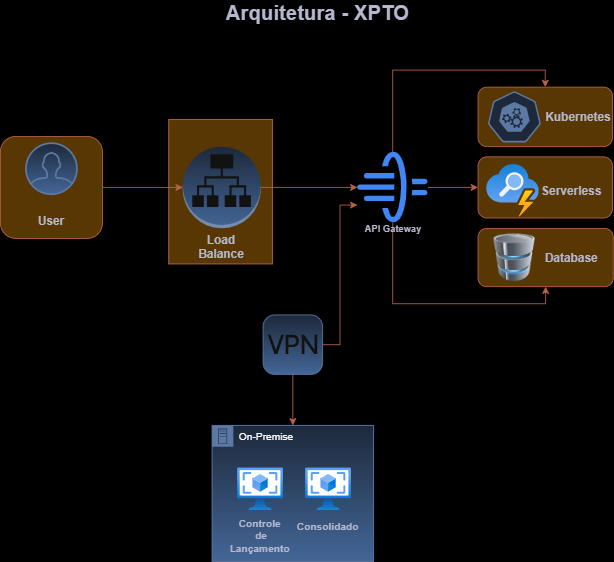 Arquitetura - XPTO
Kubernetes
User
Load
Balance
API Gateway
Serverless
Database
VPN
On-Premise
Controle
de
Lançamento
Consolidado